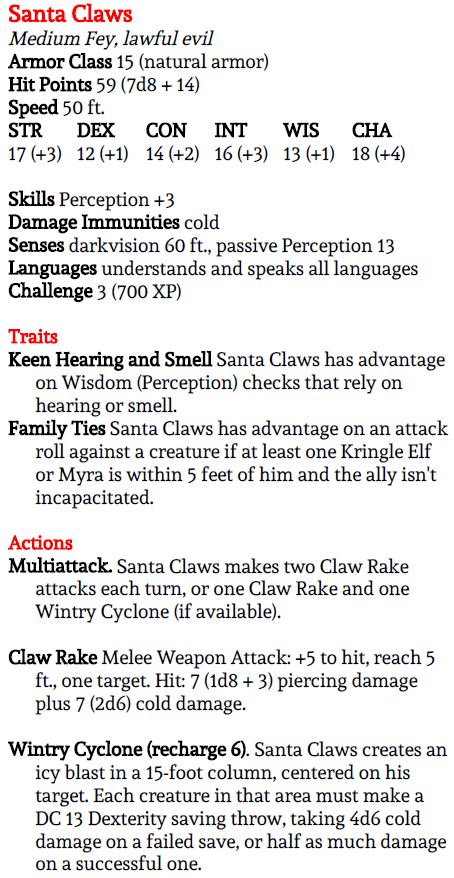 Santa Claws
Medium Fey, lawful evil
Armor Class 15 (natural armor)
Hit Points 59 (7d8 + 14)
Speed 50 ft.
STR DEX CON INT WIS CHA
17 (+3) 12 (+1) 14 (+2) 16 (+3) 13 (+1) 18 (+4)
Skills Perception +3
Damage Immunities cold
Senses darkvision 60 ft., passive Perception 13
Languages understands and speaks all languages
Challenge 3 (700 XP)
Traits
Keen Hearing and Smell Santa Claws has advantage
on Wisdom (Perception) checks that rely on
hearing or smell.
Family Ties Santa Claws has advantage on an attack
roll against a creature if at least one Kringle Elf
or Myra is within 5 feet of him and the ally isn't
incapacitated.
Actions
Multiattack. Santa Claws makes two Claw Rake
attacks each turn, or one Claw Rake and one
Wintry Cyclone (if available).
Claw Rake Melee Weapon Attack: +5 to hit, reach 5
ft., one target. Hit: 7 (1d8 + 3) piercing damage
plus 7 (2d6) cold damage.
Wintry Cyclone (recharge 6). Santa Claws creates an
icy blast in a 15-foot column, centered on his
target. Each creature in that area must make a
DC 13 Dexterity saving throw, taking 4d6 cold
damage on a failed save, or half as much damage
on a successful one.